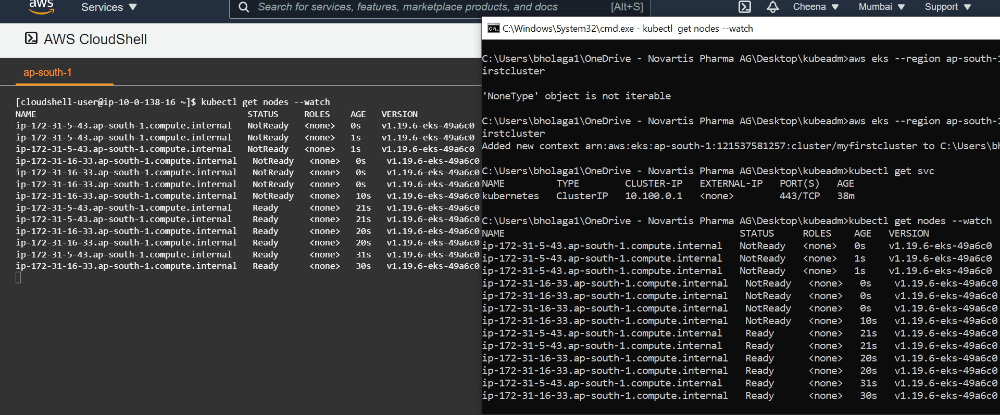 aws
Services ▼
Search for services, features, marketplace products, and docs
[Alt+S]
Cheena ▼
Mumbai ▼
Support ▼
AWS CloudShell
ap-south-1
[cloudshell-user@ip-10-0-138-16 ~]$ kubectl get nodes --watch
NAME STATUS ROLES AGE VERSION
ip-172-31-5-43.ap-south-1.compute.internal NotReady <none> 0s v1.19.6-eks-49a6c0
ip-172-31-5-43.ap-south-1.compute.internal NotReady <none> 1s v1.19.6-eks-49a6c0
ip-172-31-5-43.ap-south-1.compute.internal NotReady <none> 1s v1.19.6-eks-49a6c0
ip-172-31-16-33.ap-south-1.compute.internal NotReady <none> 0s v1.19.6-eks-49a6c0
ip-172-31-16-33.ap-south-1.compute.internal NotReady <none> 0s v1.19.6-eks-49a6c0
ip-172-31-16-33.ap-south-1.compute.internal NotReady <none> 0s v1.19.6-eks-49a6c0
ip-172-31-16-33.ap-south-1.compute.internal NotReady <none> 10s v1.19.6-eks-49a6c0
ip-172-31-5-43.ap-south-1.compute.internal Ready <none> 21s v1.19.6-eks-49a6c0
ip-172-31-5-43.ap-south-1.compute.internal Ready <none> 21s v1.19.6-eks-49a6c0
ip-172-31-16-33.ap-south-1.compute.internal Ready <none> 20s v1.19.6-eks-49a6c0
ip-172-31-16-33.ap-south-1.compute.internal Ready <none> 20s v1.19.6-eks-49a6c0
ip-172-31-5-43.ap-south-1.compute.internal Ready <none> 31s v1.19.6-eks-49a6c0
ip-172-31-16-33.ap-south-1.compute.internal Ready <none> 30s v1.19.6-eks-49a6c0
C:\Windows\System32\cmd.exe - kubectl get nodes --watch
C:\Users\bholaga1\OneDrive - Novartis Pharma AG\Desktop\kubeadm>aws eks --region ap-south-1
irstcluster
'NoneType' object is not iterable
C:\Users\bholaga1\OneDrive - Novartis Pharma AG\Desktop\kubeadm>aws eks --region ap-south-1
irstcluster
Added new context arn:aws:eks:ap-south-1:121537581257:cluster/myfirstcluster to C:\Users\bh
C:\Users\bholaga1\OneDrive - Novartis Pharma AG\Desktop\kubeadm>kubectl get svc
NAME TYPE CLUSTER-IP EXTERNAL-IP PORT(S) AGE
kubernetes ClusterIP 10.100.0.1 <none> 443/TCP 38m
C:\Users\bholaga1\OneDrive - Novartis Pharma AG\Desktop\kubeadm>kubectl get nodes --watch
NAME STATUS ROLES AGE VERSION
ip-172-31-5-43.ap-south-1.compute.internal NotReady <none> 0s v1.19.6-eks-49a6c0
ip-172-31-5-43.ap-south-1.compute.internal NotReady <none> 1s v1.19.6-eks-49a6c0
ip-172-31-5-43.ap-south-1.compute.internal NotReady <none> 1s v1.19.6-eks-49a6c0
ip-172-31-16-33.ap-south-1.compute.internal NotReady <none> 0s v1.19.6-eks-49a6c0
ip-172-31-16-33.ap-south-1.compute.internal NotReady <none> 0s v1.19.6-eks-49a6c0
ip-172-31-16-33.ap-south-1.compute.internal NotReady <none> 0s v1.19.6-eks-49a6c0
ip-172-31-16-33.ap-south-1.compute.internal NotReady <none> 10s v1.19.6-eks-49a6c0
ip-172-31-5-43.ap-south-1.compute.internal Ready <none> 21s v1.19.6-eks-49a6c0
ip-172-31-5-43.ap-south-1.compute.internal Ready <none> 21s v1.19.6-eks-49a6c0
ip-172-31-16-33.ap-south-1.compute.internal Ready <none> 20s v1.19.6-eks-49a6c0
ip-172-31-16-33.ap-south-1.compute.internal Ready <none> 20s v1.19.6-eks-49a6c0
ip-172-31-5-43.ap-south-1.compute.internal Ready <none> 31s v1.19.6-eks-49a6c0
ip-172-31-16-33.ap-south-1.compute.internal Ready <none> 30s v1.19.6-eks-49a6c0